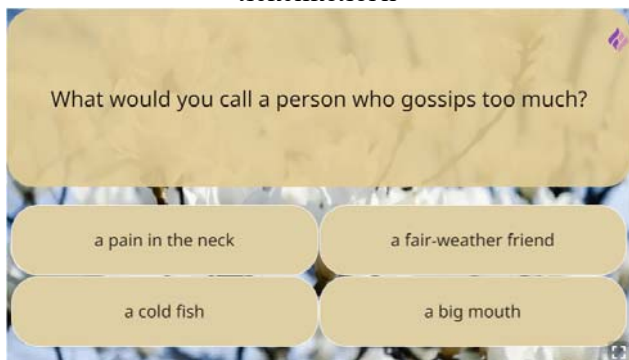 What would you call a person who gossips too much?
a pain in the neck
a fair-weather friend
a cold fish
a big mouth